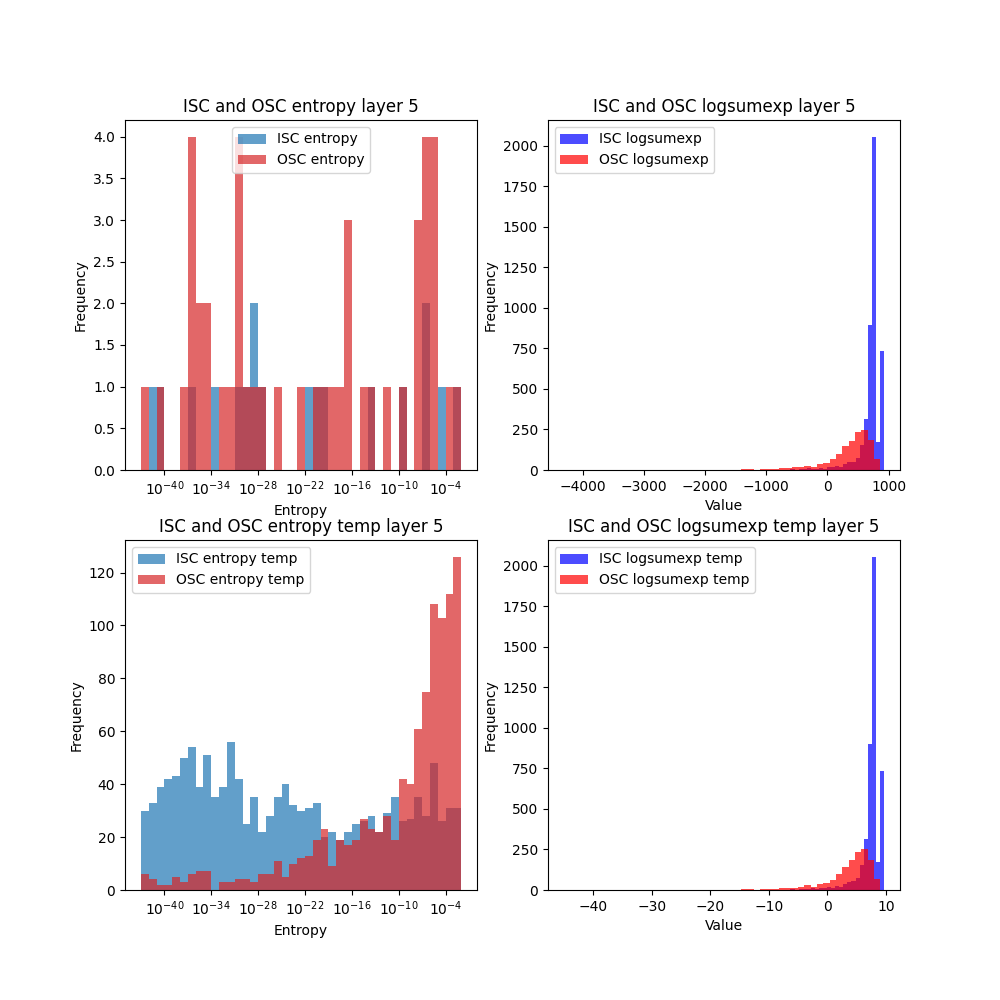 ISC and OSC entropy layer 5
ISC and OSC logsumexp layer 5
ISC entropy
OSC entropy
ISC logsumexp
OSC logsumexp
4.0
3.5
3.0
2.5
2.0
1.5
1.0
0.5
0.0
Frequency
10⁻⁴⁰ 10⁻³⁴ 10⁻²⁸ 10⁻²² 10⁻¹⁶ 10⁻¹⁰ 10⁻⁴
Entropy
2000
1750
1500
1250
1000
750
500
250
0
Frequency
−4000 −3000 −2000 −1000 0 1000
Value
ISC and OSC entropy temp layer 5
ISC and OSC logsumexp temp layer 5
ISC entropy temp
OSC entropy temp
ISC logsumexp temp
OSC logsumexp temp
120
100
80
60
40
20
0
Frequency
10⁻⁴⁰ 10⁻³⁴ 10⁻²⁸ 10⁻²² 10⁻¹⁶ 10⁻¹⁰ 10⁻⁴
Entropy
2000
1750
1500
1250
1000
750
500
250
0
Frequency
−40 −30 −20 −10 0 10
Value